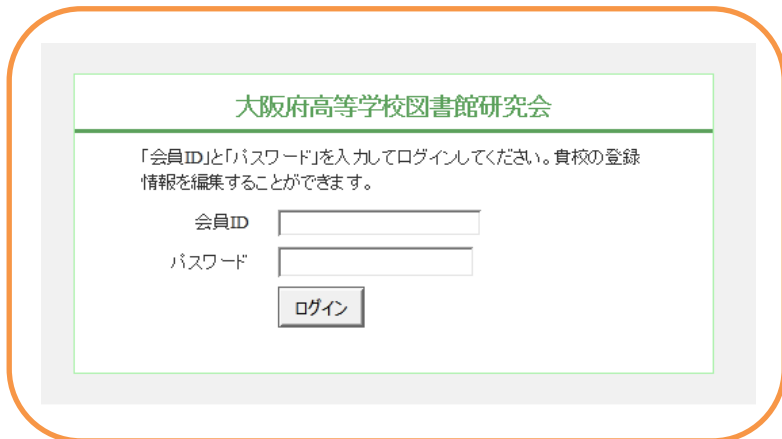 大阪府高等学校図書館研究会
「会員ID」と「パスワード」を入力してログインしてください。貴校の登録
情報を編集することができます。
会員ID
パスワード
ログイン